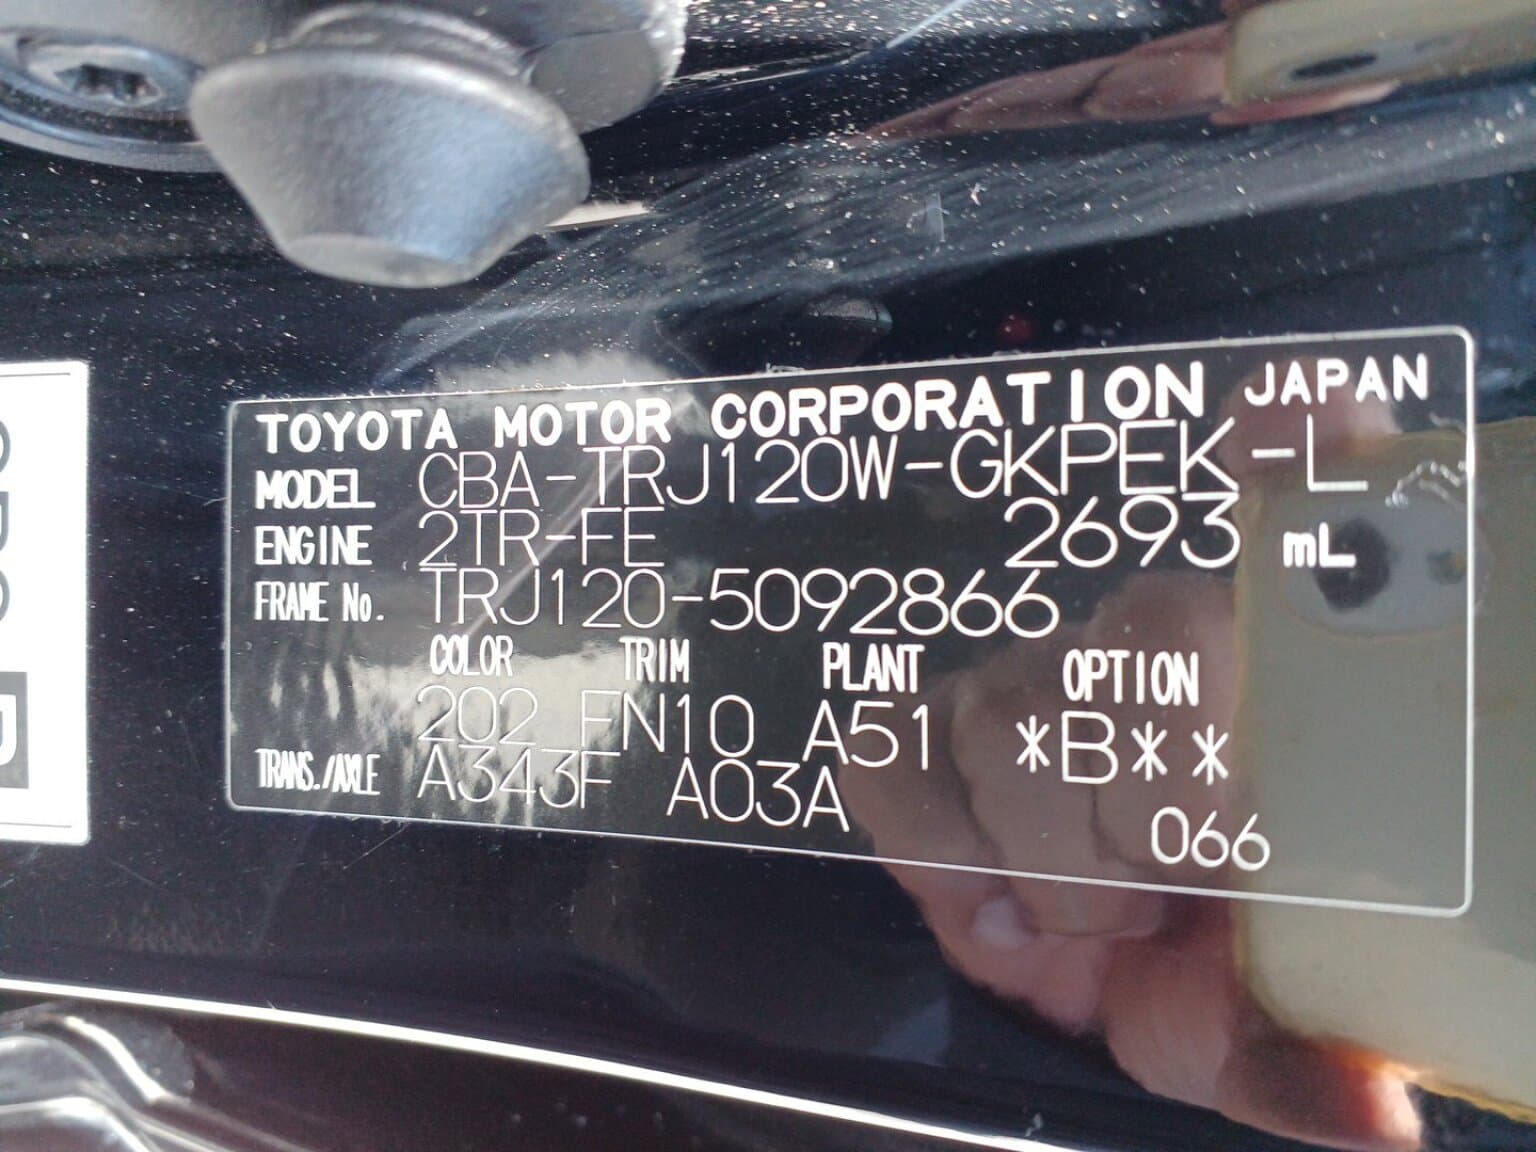 TOYOTA MOTOR CORPORATION JAPAN
MODEL CBA-TRJ120W-GKPEK-L
ENGINE 2TR-FE 2693 mL
FRAME No. TRJ120-5092866
COLOR TRIM PLANT OPTION
202 FN10 A51 *B**
TRANS./AXLE A343F A03A
066